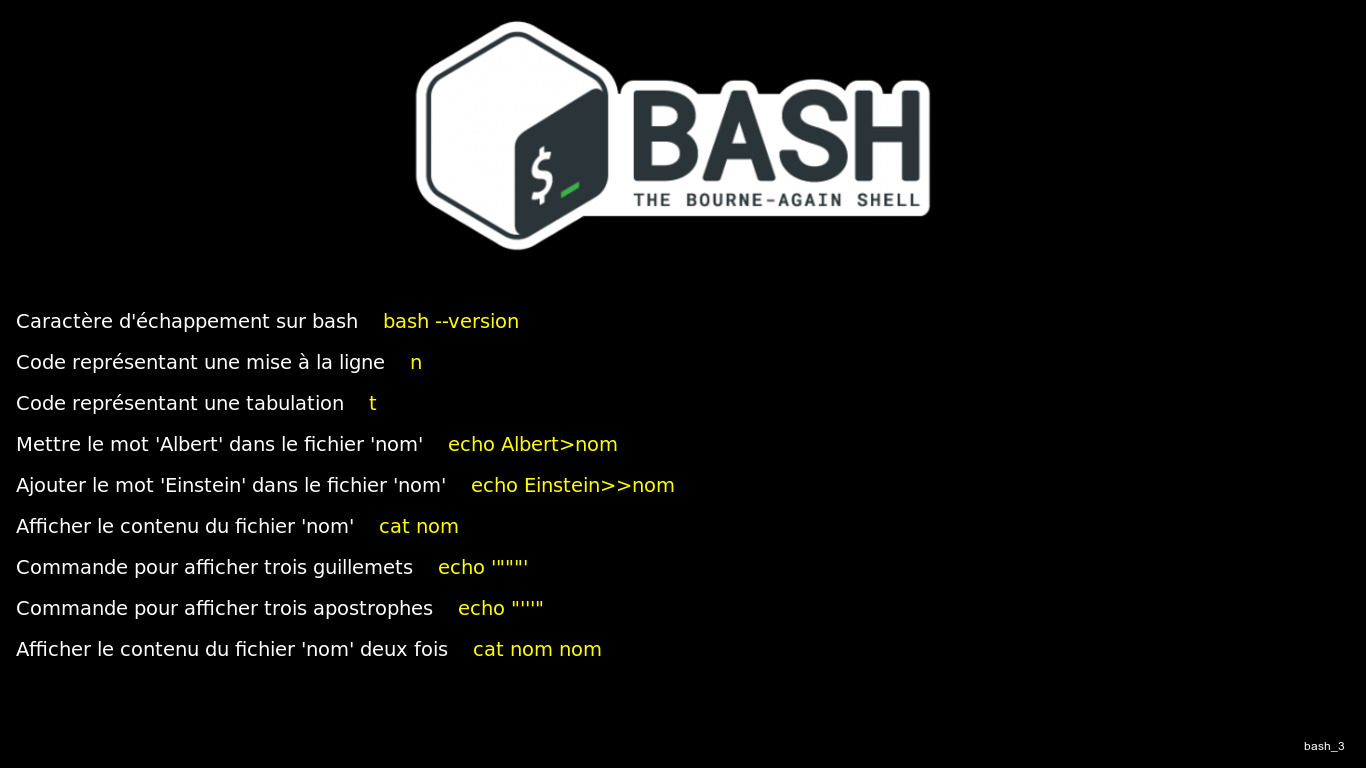 $_
BASH
THE BOURNE-AGAIN SHELL
Caractère d'échappement sur bash bash --version
Code représentant une mise à la ligne n
Code représentant une tabulation t
Mettre le mot 'Albert' dans le fichier 'nom' echo Albert>nom
Ajouter le mot 'Einstein' dans le fichier 'nom' echo Einstein>>nom
Afficher le contenu du fichier 'nom' cat nom
Commande pour afficher trois guillemets echo '"""'
Commande pour afficher trois apostrophes echo "'''"
Afficher le contenu du fichier 'nom' deux fois cat nom nom
bash_3